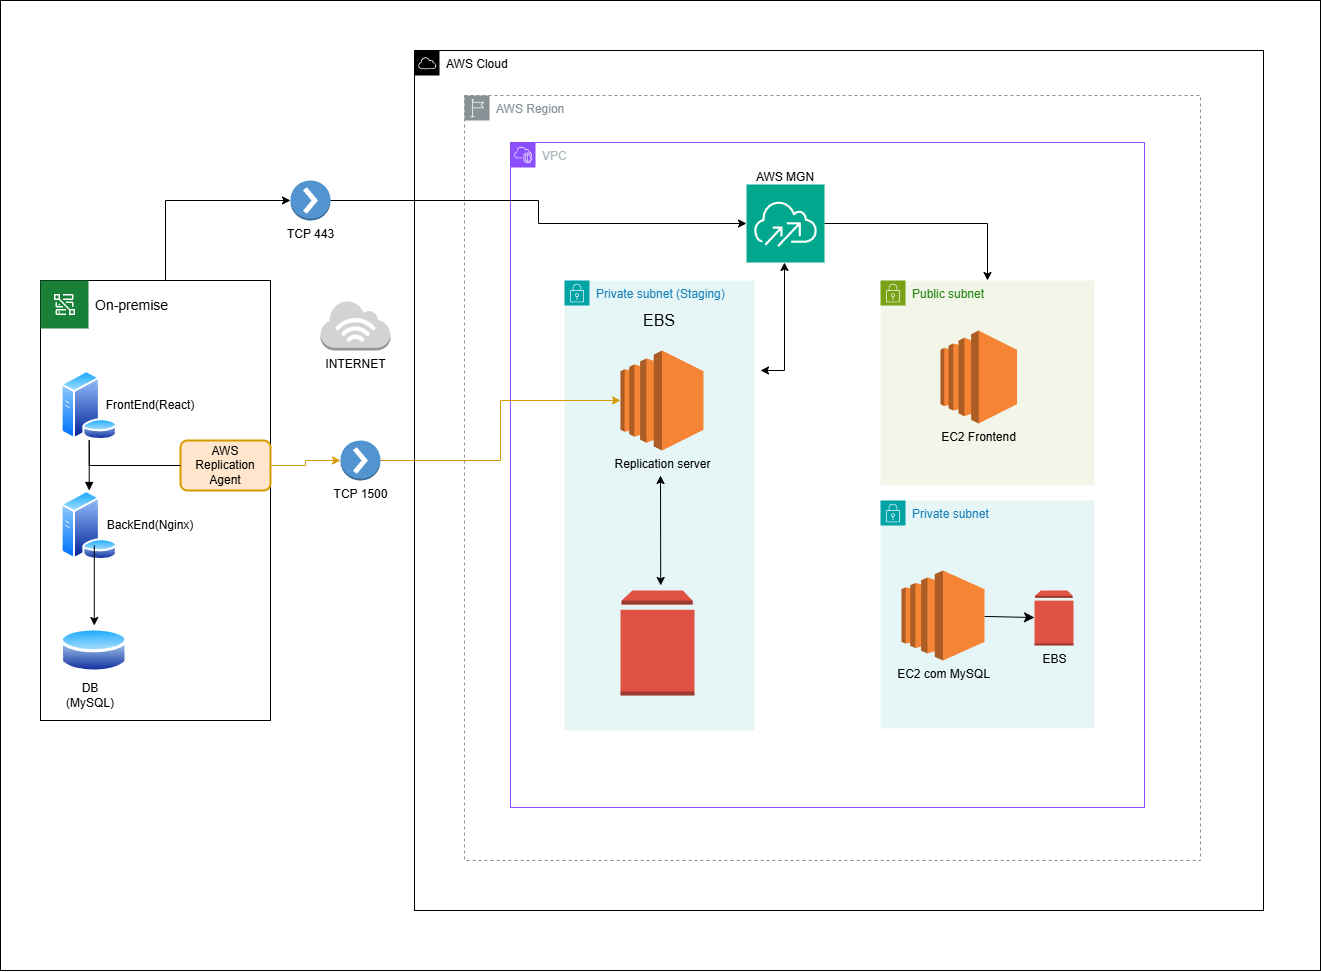 AWS Cloud
AWS Region
VPC
AWS MGN
TCP 443
On-premise
INTERNET
FrontEnd(React)
AWS
Replication
Agent
TCP 1500
BackEnd(Nginx)
DB
(MySQL)
Private subnet (Staging)
EBS
Replication server
Public subnet
EC2 Frontend
Private subnet
EC2 com MySQL
EBS